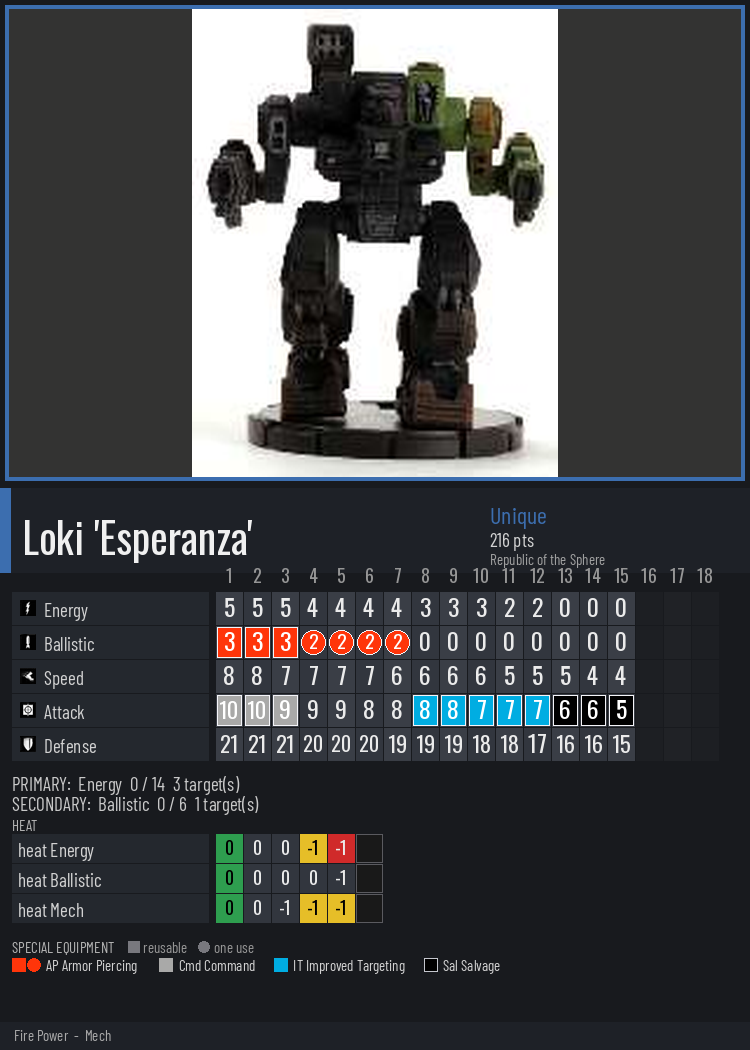 Loki 'Esperanza'
Unique
216 pts
Republic of the Sphere
1 2 3 4 5 6 7 8 9 10 11 12 13 14 15 16 17 18
Energy 5 5 5 4 4 4 4 3 3 3 2 2 0 0 0
Ballistic 3 3 3 2 2 2 2 0 0 0 0 0 0 0 0
Speed 8 8 7 7 7 7 6 6 6 6 5 5 5 4 4
Attack 10 10 9 9 9 8 8 8 8 7 7 7 6 6 5
Defense 21 21 21 20 20 20 19 19 19 18 18 17 16 16 15
PRIMARY: Energy 0 / 14 3 target(s)
SECONDARY: Ballistic 0 / 6 1 target(s)
HEAT
heat Energy 0 0 0 -1 -1
heat Ballistic 0 0 0 0 -1
heat Mech 0 0 -1 -1 -1
SPECIAL EQUIPMENT reusable one use
AP Armor Piercing Cmd Command IT Improved Targeting Sal Salvage
Fire Power - Mech